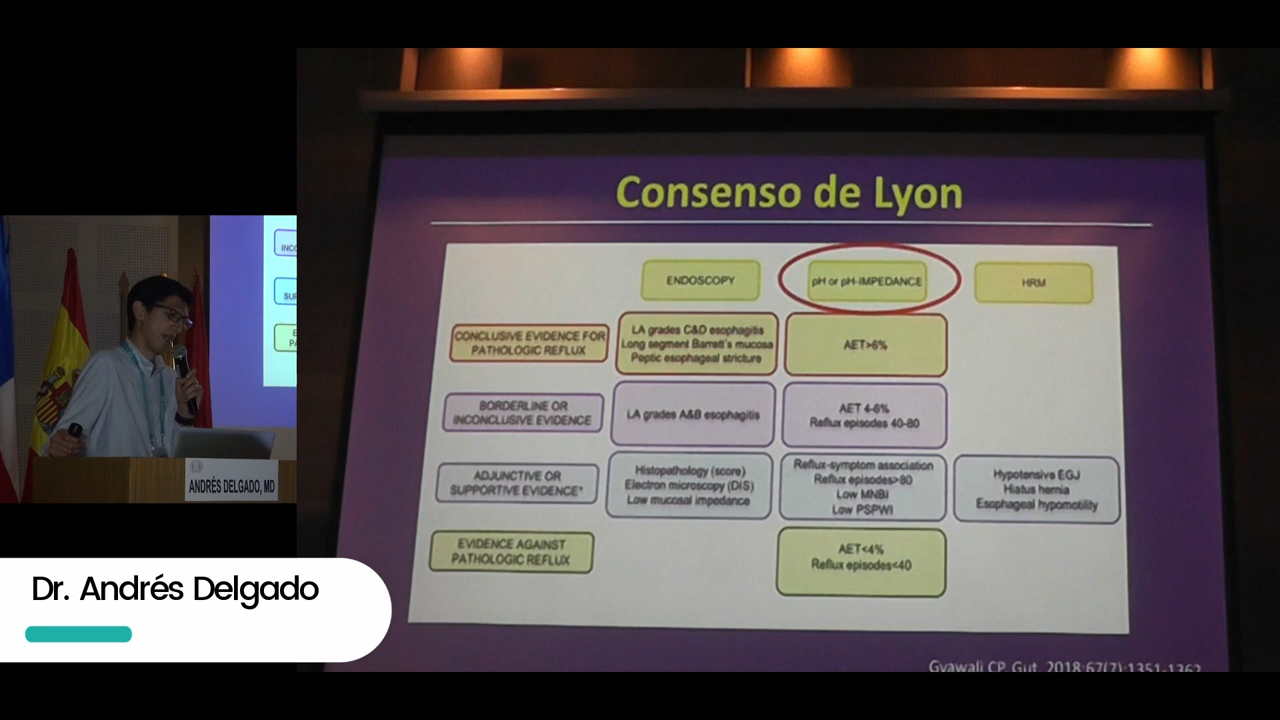 Consenso de Lyon
ENDOSCOPY
pH or pH-IMPEDANCE
HRM
CONCLUSIVE EVIDENCE FOR
PATHOLOGIC REFLUX
LA grades C&D esophagitis
Long segment Barrett's mucosa
Peptic esophageal stricture
AET>6%
BORDERLINE OR
INCONCLUSIVE EVIDENCE
LA grades A&B esophagitis
AET 4-6%
Reflux episodes 40-80
ADJUNCTIVE OR
SUPPORTIVE EVIDENCE*
Histopathology (score)
Electron microscopy (DIS)
Low mucosal impedance
Reflux-symptom association
Reflux episodes>80
Low MNBI
Low PSPWI
Hypotensive EGJ
Hiatus hernia
Esophageal hypomotility
EVIDENCE AGAINST
PATHOLOGIC REFLUX
AET<4%
Reflux episodes<40
Gyawali CP. Gut. 2018;67(7):1351-1362
ANDRÉS DELGADO, MD
Dr. Andrés Delgado